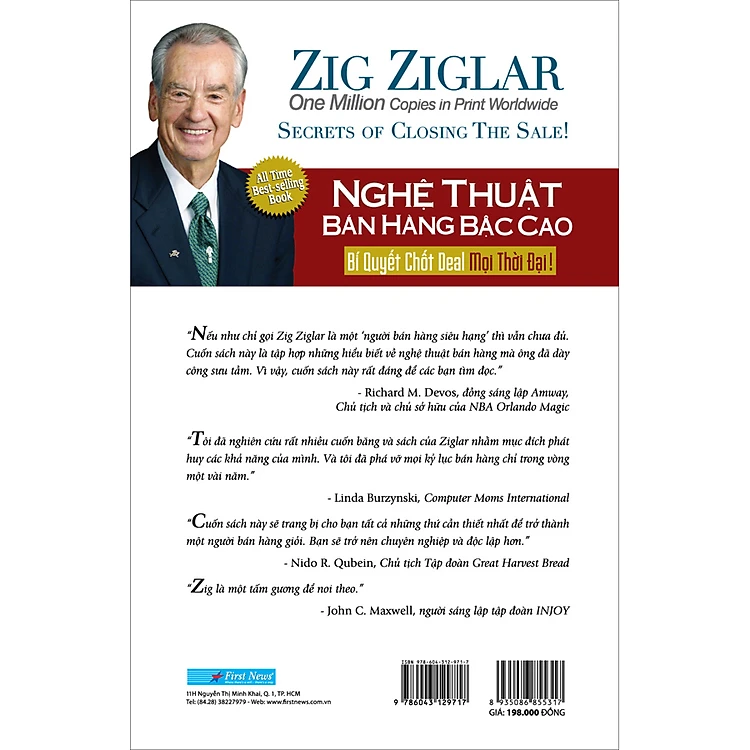 ZIG ZIGLAR
One Million Copies in Print Worldwide
SECRETS OF CLOSING THE SALE!
All Time
Best-selling
Book
NGHỆ THUẬT
BÁN HÀNG BẬC CAO
Bí Quyết Chốt Deal Mọi Thời Đại!
“Nếu như chỉ gọi Zig Ziglar là một ‘người bán hàng siêu hạng’ thì vẫn chưa đủ.
Cuốn sách này là tập hợp những hiểu biết về nghệ thuật bán hàng mà ông đã dày
công sưu tầm. Vì vậy, cuốn sách này rất đáng để các bạn tìm đọc.”
- Richard M. Devos, đồng sáng lập Amway,
Chủ tịch và chủ sở hữu của NBA Orlando Magic
“Tôi đã nghiên cứu rất nhiều cuốn băng và sách của Ziglar nhằm mục đích phát
huy các khả năng của mình. Và tôi đã phá vỡ mọi kỷ lục bán hàng chỉ trong vòng
một vài năm.”
- Linda Burzynski, Computer Moms International
“Cuốn sách này sẽ trang bị cho bạn tất cả những thứ cần thiết nhất để trở thành
một người bán hàng giỏi. Bạn sẽ trở nên chuyên nghiệp và độc lập hơn.”
- Nido R. Qubein, Chủ tịch Tập đoàn Great Harvest Bread
“Zig là một tấm gương để noi theo.”
- John C. Maxwell, người sáng lập tập đoàn INJOY
First News
11H Nguyễn Thị Minh Khai, Q. 1, TP. HCM
Tel: (84.28) 38227979 - Web: www.firstnews.com.vn
ISBN 978-604-312-971-7
9 786043 129717
8 935086 855317
GIÁ: 198.000 ĐỒNG